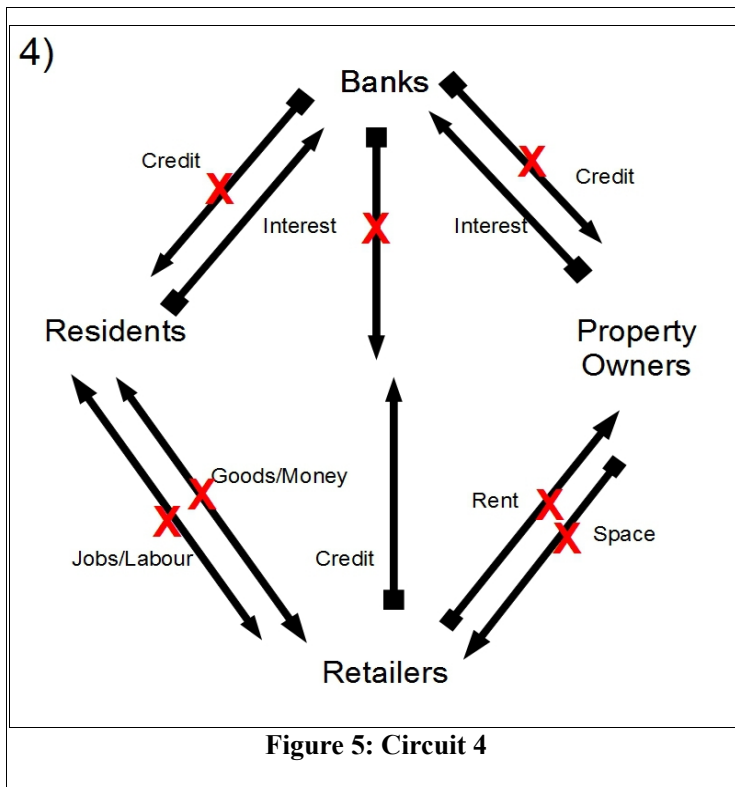 4)
Banks
Credit
Credit
Interest
Interest
Residents
Property
Owners
Goods/Money
Rent
Space
Jobs/Labour
Credit
Retailers
Figure 5: Circuit 4